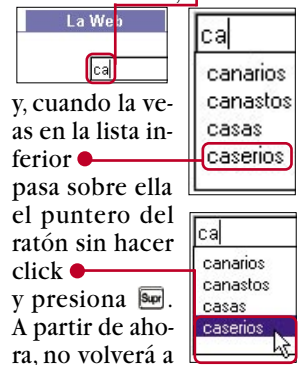 La Web
ca
y, cuando la ve-
as en la lista in-
ferior
pasa sobre ella
el puntero del
ratón sin hacer
click
y presiona Supr.
A partir de aho-
ra, no volverá a
ca
canarios
canastos
casas
caserios
ca
canarios
canastos
casas
caserios